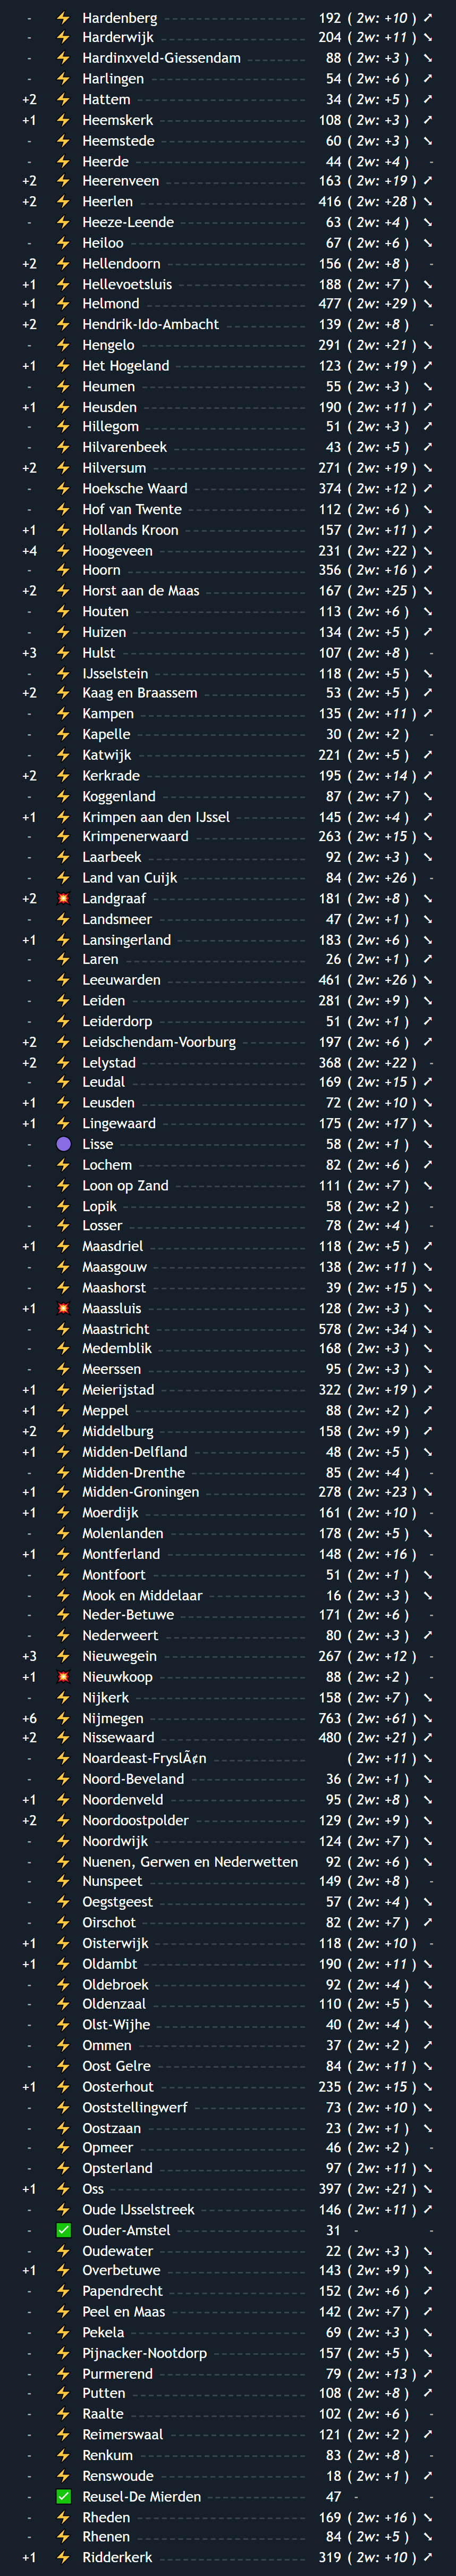 - ⚡ Hardenberg 192 ( 2w: +10 ) ↗
- ⚡ Harderwijk 204 ( 2w: +11 ) ↘
- ⚡ Hardinxveld-Giessendam 88 ( 2w: +3 ) ↘
- ⚡ Harlingen 54 ( 2w: +6 ) ↗
+2 ⚡ Hattem 34 ( 2w: +5 ) ↗
+1 ⚡ Heemskerk 108 ( 2w: +3 ) ↗
- ⚡ Heemstede 60 ( 2w: +3 ) ↘
- ⚡ Heerde 44 ( 2w: +4 ) -
+2 ⚡ Heerenveen 163 ( 2w: +19 ) ↗
+2 ⚡ Heerlen 416 ( 2w: +28 ) ↘
- ⚡ Heeze-Leende 63 ( 2w: +4 ) ↘
- ⚡ Heiloo 67 ( 2w: +6 ) ↘
+2 ⚡ Hellendoorn 156 ( 2w: +8 ) -
+1 ⚡ Hellevoetsluis 188 ( 2w: +7 ) ↘
+1 ⚡ Helmond 477 ( 2w: +29 ) ↘
+2 ⚡ Hendrik-Ido-Ambacht 139 ( 2w: +8 ) -
- ⚡ Hengelo 291 ( 2w: +21 ) ↘
+1 ⚡ Het Hogeland 123 ( 2w: +19 ) ↗
- ⚡ Heumen 55 ( 2w: +3 ) ↘
+1 ⚡ Heusden 190 ( 2w: +11 ) ↗
- ⚡ Hillegom 51 ( 2w: +3 ) ↗
- ⚡ Hilvarenbeek 43 ( 2w: +5 ) ↗
+2 ⚡ Hilversum 271 ( 2w: +19 ) ↘
- ⚡ Hoeksche Waard 374 ( 2w: +12 ) ↗
- ⚡ Hof van Twente 112 ( 2w: +6 ) ↘
+1 ⚡ Hollands Kroon 157 ( 2w: +11 ) ↗
+4 ⚡ Hoogeveen 231 ( 2w: +22 ) ↘
- ⚡ Hoorn 356 ( 2w: +16 ) ↗
+2 ⚡ Horst aan de Maas 167 ( 2w: +25 ) ↘
- ⚡ Houten 113 ( 2w: +6 ) ↘
- ⚡ Huizen 134 ( 2w: +5 ) ↗
+3 ⚡ Hulst 107 ( 2w: +8 ) -
- ⚡ IJsselstein 118 ( 2w: +5 ) ↘
+2 ⚡ Kaag en Braassem 53 ( 2w: +5 ) ↗
- ⚡ Kampen 135 ( 2w: +11 ) ↗
- ⚡ Kapelle 30 ( 2w: +2 ) -
- ⚡ Katwijk 221 ( 2w: +5 ) ↗
+2 ⚡ Kerkrade 195 ( 2w: +14 ) ↗
- ⚡ Koggenland 87 ( 2w: +7 ) ↘
+1 ⚡ Krimpen aan den IJssel 145 ( 2w: +4 ) ↗
- ⚡ Krimpenerwaard 263 ( 2w: +15 ) ↘
- ⚡ Laarbeek 92 ( 2w: +3 ) ↘
- ⚡ Land van Cuijk 84 ( 2w: +26 ) -
+2 💥 Landgraaf 181 ( 2w: +8 ) ↘
- ⚡ Landsmeer 47 ( 2w: +1 ) ↘
+1 ⚡ Lansingerland 183 ( 2w: +6 ) ↘
- ⚡ Laren 26 ( 2w: +1 ) ↗
- ⚡ Leeuwarden 461 ( 2w: +26 ) ↘
- ⚡ Leiden 281 ( 2w: +9 ) ↘
- ⚡ Leiderdorp 51 ( 2w: +1 ) ↗
+2 ⚡ Leidschendam-Voorburg 197 ( 2w: +6 ) ↗
+2 ⚡ Lelystad 368 ( 2w: +22 ) -
- ⚡ Leudal 169 ( 2w: +15 ) ↗
+1 ⚡ Leusden 72 ( 2w: +10 ) ↘
+1 ⚡ Lingewaard 175 ( 2w: +17 ) ↘
- 🟣 Lisse 58 ( 2w: +1 ) ↘
- ⚡ Lochem 82 ( 2w: +6 ) ↗
- ⚡ Loon op Zand 111 ( 2w: +7 ) ↘
- ⚡ Lopik 58 ( 2w: +2 ) -
- ⚡ Losser 78 ( 2w: +4 ) -
+1 ⚡ Maasdriel 118 ( 2w: +5 ) ↗
- ⚡ Maasgouw 138 ( 2w: +11 ) ↘
- ⚡ Maashorst 39 ( 2w: +15 ) ↘
+1 💥 Maassluis 128 ( 2w: +3 ) ↘
- ⚡ Maastricht 578 ( 2w: +34 ) ↘
- ⚡ Medemblik 168 ( 2w: +3 ) ↘
- ⚡ Meerssen 95 ( 2w: +3 ) ↘
+1 ⚡ Meierijstad 322 ( 2w: +19 ) ↗
+1 ⚡ Meppel 88 ( 2w: +2 ) ↗
+2 ⚡ Middelburg 158 ( 2w: +9 ) ↗
+1 ⚡ Midden-Delfland 48 ( 2w: +5 ) ↘
- ⚡ Midden-Drenthe 85 ( 2w: +4 ) -
+1 ⚡ Midden-Groningen 278 ( 2w: +23 ) ↘
+1 ⚡ Moerdijk 161 ( 2w: +10 ) -
- ⚡ Molenlanden 178 ( 2w: +5 ) ↘
+1 ⚡ Montferland 148 ( 2w: +16 ) -
- ⚡ Montfoort 51 ( 2w: +1 ) ↘
- ⚡ Mook en Middelaar 16 ( 2w: +3 ) ↘
- ⚡ Neder-Betuwe 171 ( 2w: +6 ) -
- ⚡ Nederweert 80 ( 2w: +3 ) ↗
+3 ⚡ Nieuwegein 267 ( 2w: +12 ) -
+1 💥 Nieuwkoop 88 ( 2w: +2 ) -
- ⚡ Nijkerk 158 ( 2w: +7 ) ↘
+6 ⚡ Nijmegen 763 ( 2w: +61 ) ↘
+2 ⚡ Nissewaard 480 ( 2w: +21 ) ↗
- ⚡ Noardeast-FryslÃ¢n ( 2w: +11 ) ↘
- ⚡ Noord-Beveland 36 ( 2w: +1 ) ↘
+1 ⚡ Noordenveld 95 ( 2w: +8 ) ↘
+2 ⚡ Noordoostpolder 129 ( 2w: +9 ) ↘
- ⚡ Noordwijk 124 ( 2w: +7 ) ↘
- ⚡ Nuenen, Gerwen en Nederwetten 92 ( 2w: +6 ) ↘
- ⚡ Nunspeet 149 ( 2w: +8 ) -
- ⚡ Oegstgeest 57 ( 2w: +4 ) ↘
- ⚡ Oirschot 82 ( 2w: +7 ) ↗
+1 ⚡ Oisterwijk 118 ( 2w: +10 ) -
+1 ⚡ Oldambt 190 ( 2w: +11 ) ↘
- ⚡ Oldebroek 92 ( 2w: +4 ) ↘
- ⚡ Oldenzaal 110 ( 2w: +5 ) ↘
- ⚡ Olst-Wijhe 40 ( 2w: +4 ) ↘
- ⚡ Ommen 37 ( 2w: +2 ) ↗
- ⚡ Oost Gelre 84 ( 2w: +11 ) ↘
+1 ⚡ Oosterhout 235 ( 2w: +15 ) ↘
- ⚡ Ooststellingwerf 73 ( 2w: +10 ) ↘
- ⚡ Oostzaan 23 ( 2w: +1 ) ↘
- ⚡ Opmeer 46 ( 2w: +2 ) -
- ⚡ Opsterland 97 ( 2w: +11 ) ↘
+1 ⚡ Oss 397 ( 2w: +21 ) ↘
- ⚡ Oude IJsselstreek 146 ( 2w: +11 ) ↗
- ✅ Ouder-Amstel 31 - -
- ⚡ Oudewater 22 ( 2w: +3 ) ↘
+1 ⚡ Overbetuwe 143 ( 2w: +9 ) ↘
- ⚡ Papendrecht 152 ( 2w: +6 ) ↗
- ⚡ Peel en Maas 142 ( 2w: +7 ) ↗
- ⚡ Pekela 69 ( 2w: +3 ) ↘
- ⚡ Pijnacker-Nootdorp 157 ( 2w: +5 ) ↘
- ⚡ Purmerend 79 ( 2w: +13 ) ↗
- ⚡ Putten 108 ( 2w: +8 ) ↗
- ⚡ Raalte 102 ( 2w: +6 ) -
- ⚡ Reimerswaal 121 ( 2w: +2 ) ↗
- ⚡ Renkum 83 ( 2w: +8 ) -
- ⚡ Renswoude 18 ( 2w: +1 ) ↗
- ✅ Reusel-De Mierden 47 - -
- ⚡ Rheden 169 ( 2w: +16 ) ↘
- ⚡ Rhenen 84 ( 2w: +5 ) ↘
+1 ⚡ Ridderkerk 319 ( 2w: +10 ) ↗